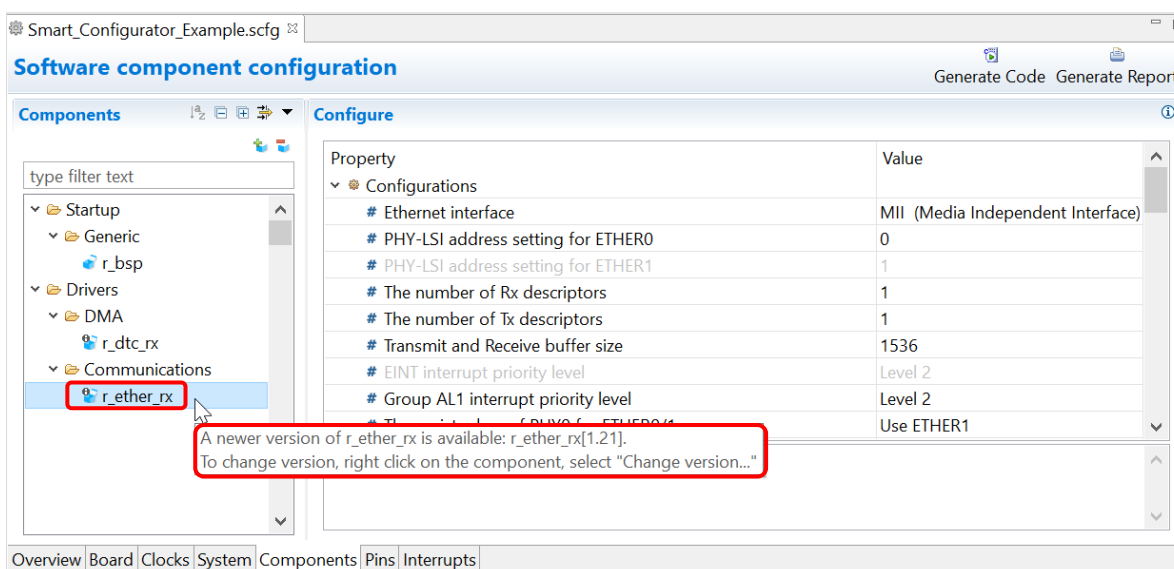 Smart_Configurator_Example.scfg
Software component configuration
Generate Code Generate Report
Components
Configure
type filter text
Startup
Generic
r_bsp
Drivers
DMA
r_dtc_rx
Communications
r_ether_rx
Property Value
Configurations
# Ethernet interface MII (Media Independent Interface)
# PHY-LSI address setting for ETHER0 0
# PHY-LSI address setting for ETHER1 1
# The number of Rx descriptors 1
# The number of Tx descriptors 1
# Transmit and Receive buffer size 1536
# EINT interrupt priority level Level 2
# Group AL1 interrupt priority level Level 2
Use ETHER1
A newer version of r_ether_rx is available: r_ether_rx[1.21].
To change version, right click on the component, select "Change version..."
Overview Board Clocks System Components Pins Interrupts